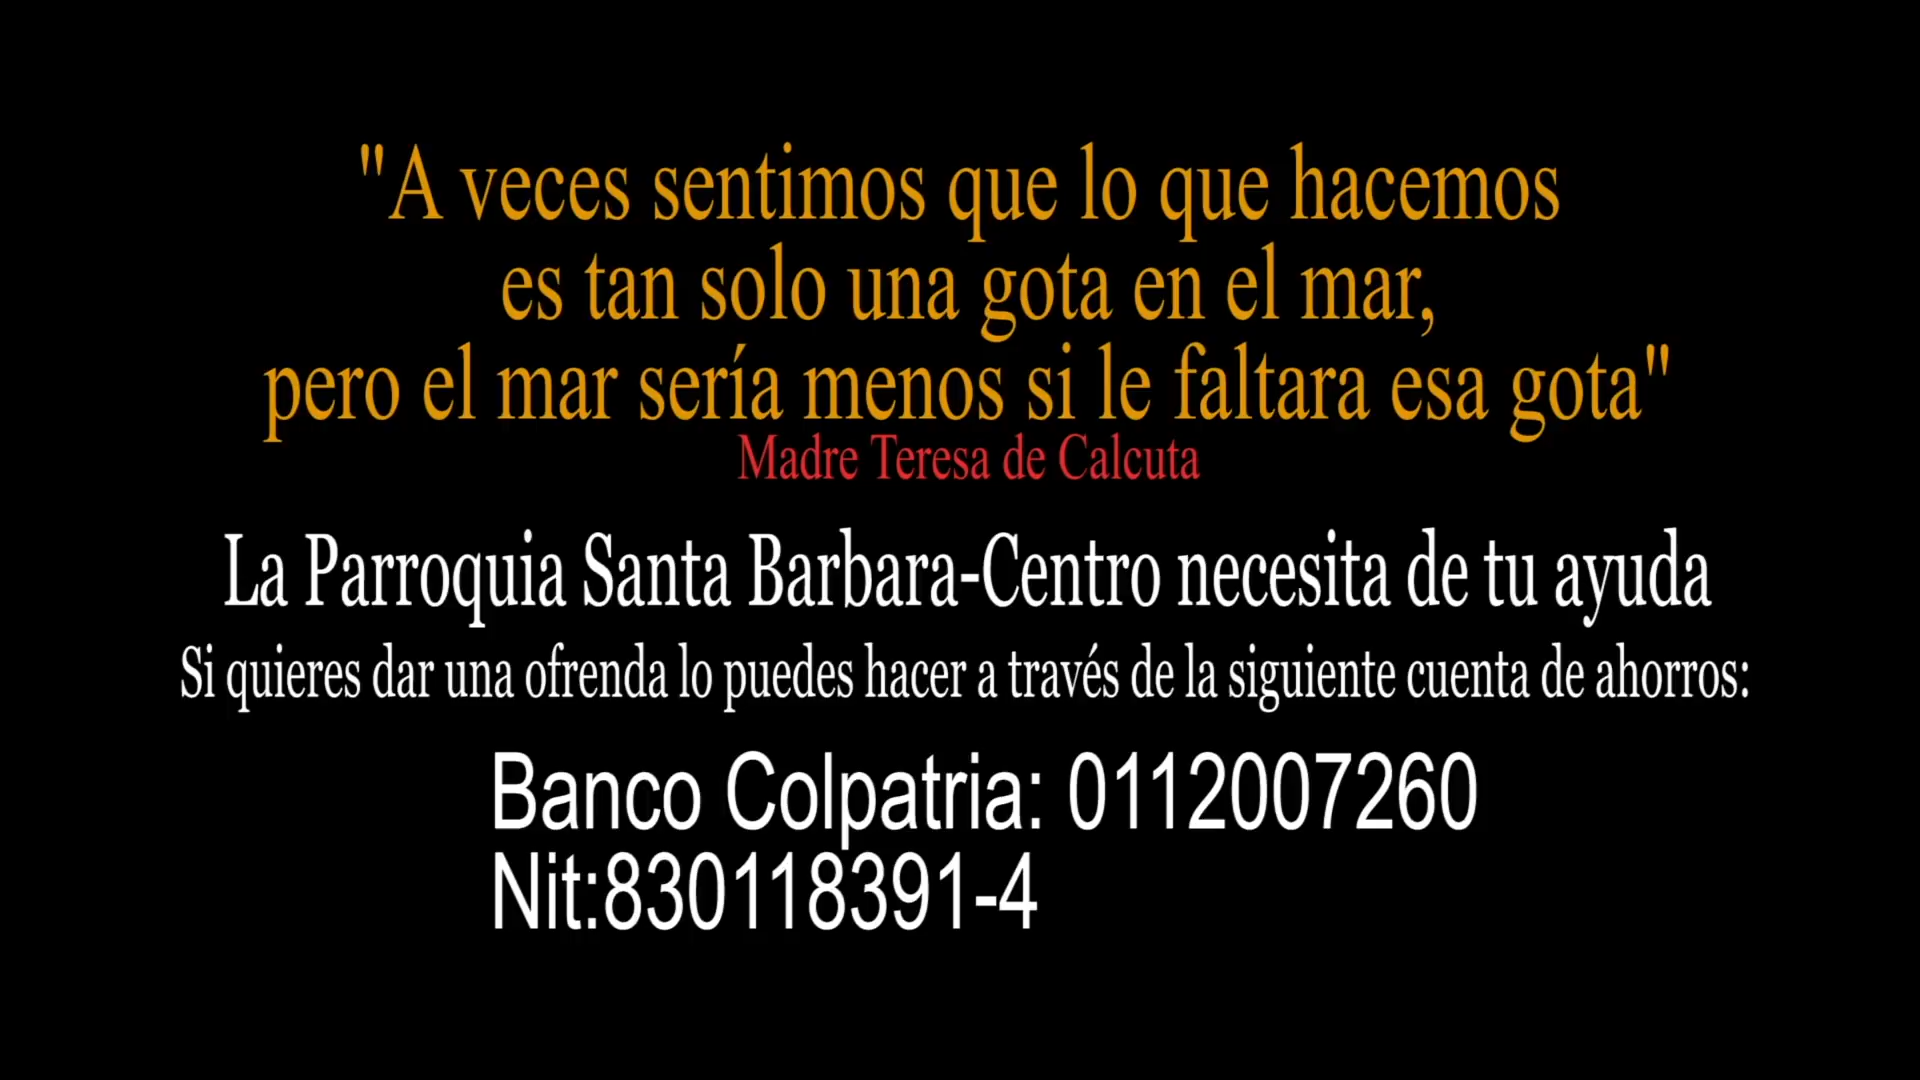 "A veces sentimos que lo que hacemos
es tan solo una gota en el mar,
pero el mar sería menos si le faltara esa gota"
Madre Teresa de Calcuta
La Parroquia Santa Barbara-Centro necesita de tu ayuda
Si quieres dar una ofrenda lo puedes hacer a través de la siguiente cuenta de ahorros:
Banco Colpatria: 0112007260
Nit:830118391-4